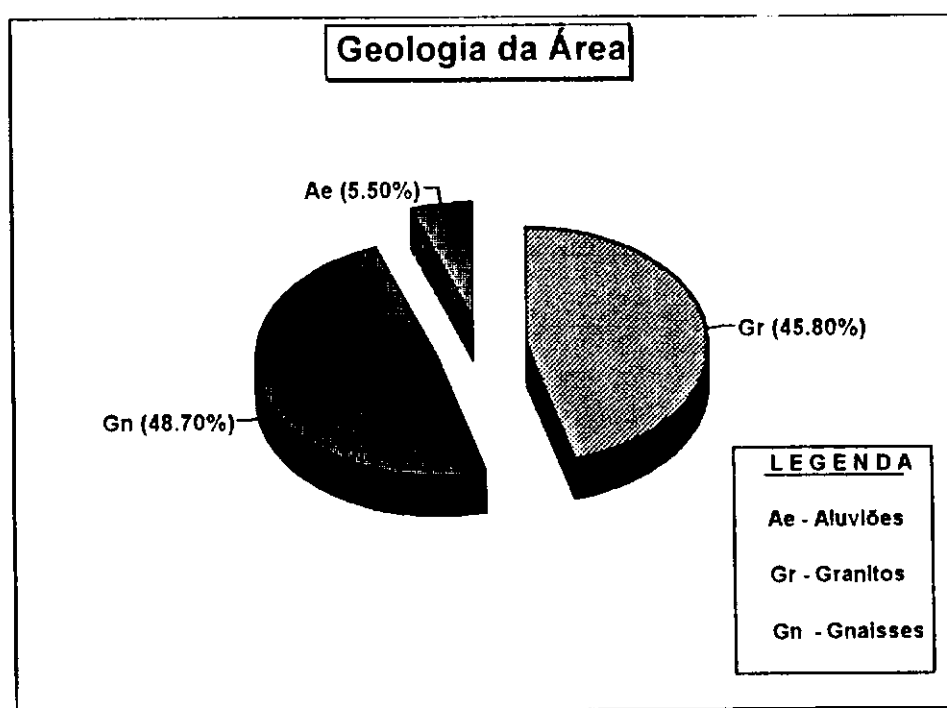 Geologia da Área
Ae (5.50%)
Gr (45.80%)
Gn (48.70%)
LEGENDA
Ae - Aluviões
Gr - Granitos
Gn - Gnaisses